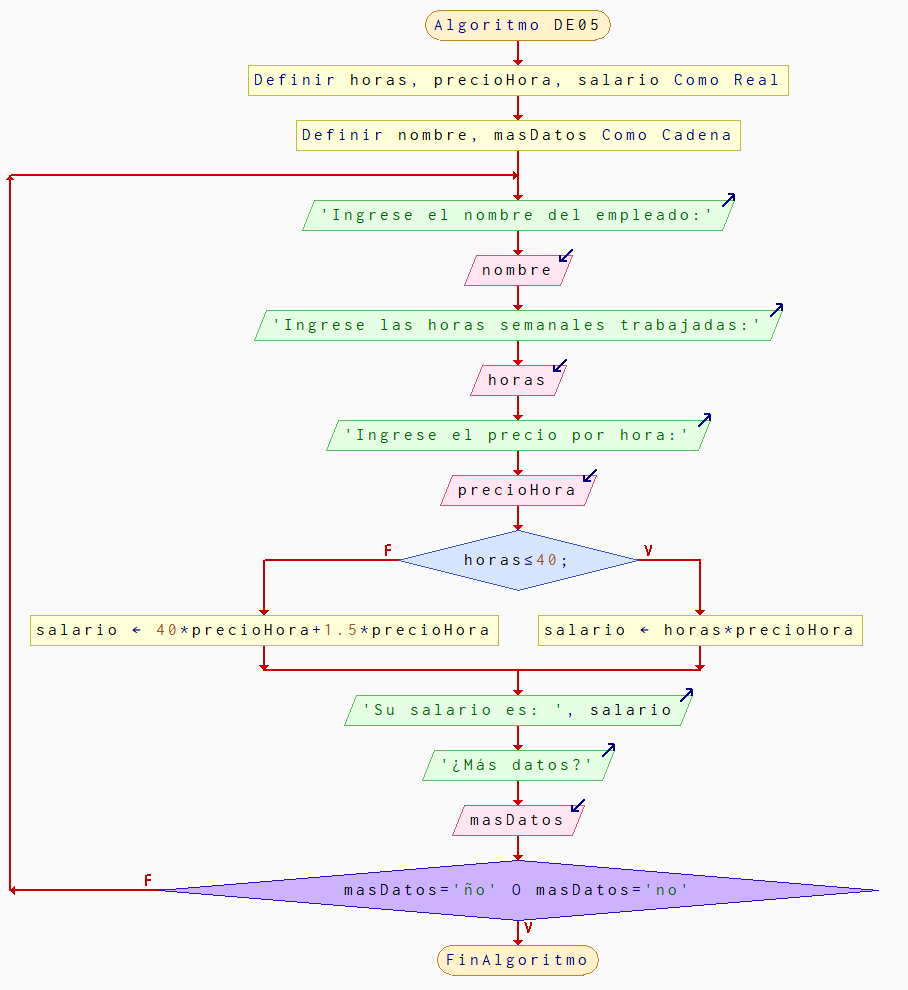 Algoritmo DE05
Definir horas, precioHora, salario Como Real
Definir nombre, masDatos Como Cadena
'Ingrese el nombre del empleado:'
nombre
'Ingrese las horas semanales trabajadas:'
horas
'Ingrese el precio por hora:'
precioHora
F
V
horas≤40;
salario ← 40*precioHora+1.5*precioHora
salario ← horas*precioHora
'Su salario es: ', salario
'¿Más datos?'
masDatos
F
masDatos='ño' O masDatos='no'
V
FinAlgoritmo